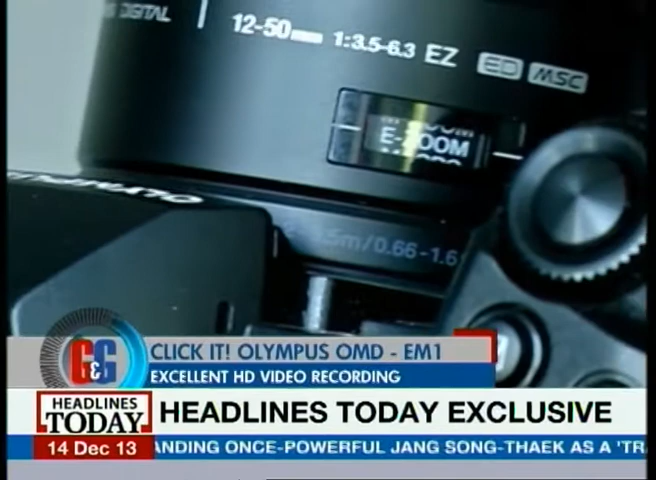 DIGITAL
12-50mm 1:3.5-6.3 EZ ED MSC
E-ZOOM
OLYMPUS
5m/0.66-1.6
G&G
CLICK IT! OLYMPUS OMD - EM1
EXCELLENT HD VIDEO RECORDING
HEADLINES
TODAY
HEADLINES TODAY EXCLUSIVE
14 Dec 13
ANDING ONCE-POWERFUL JANG SONG-THAEK AS A 'TR